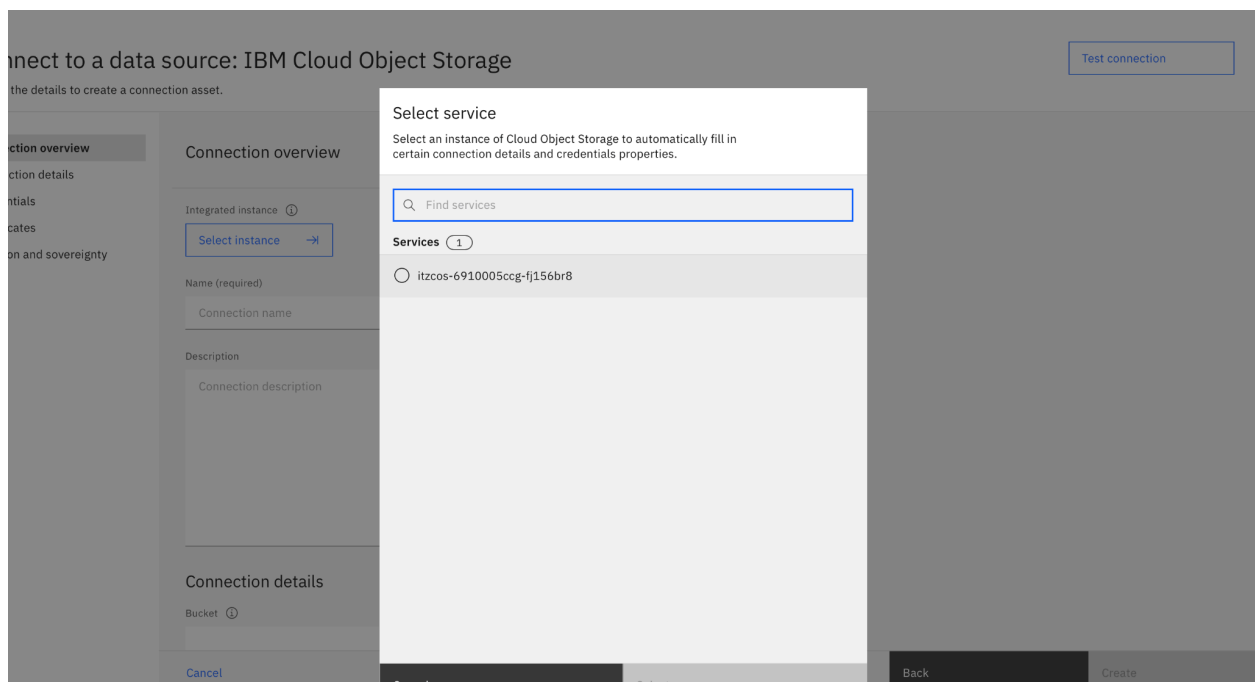 nnect to a data source: IBM Cloud Object Storage
Test connection
the details to create a connection asset.
ction overview
ction details
ntials
cates
on and sovereignty
Connection overview
Integrated instance
Select instance
Name (required)
Connection name
Description
Connection description
Connection details
Bucket
Cancel
Select service
Select an instance of Cloud Object Storage to automatically fill in
certain connection details and credentials properties.
Find services
Services 1
itzcos-6910005ccg-fj156br8
Back
Create